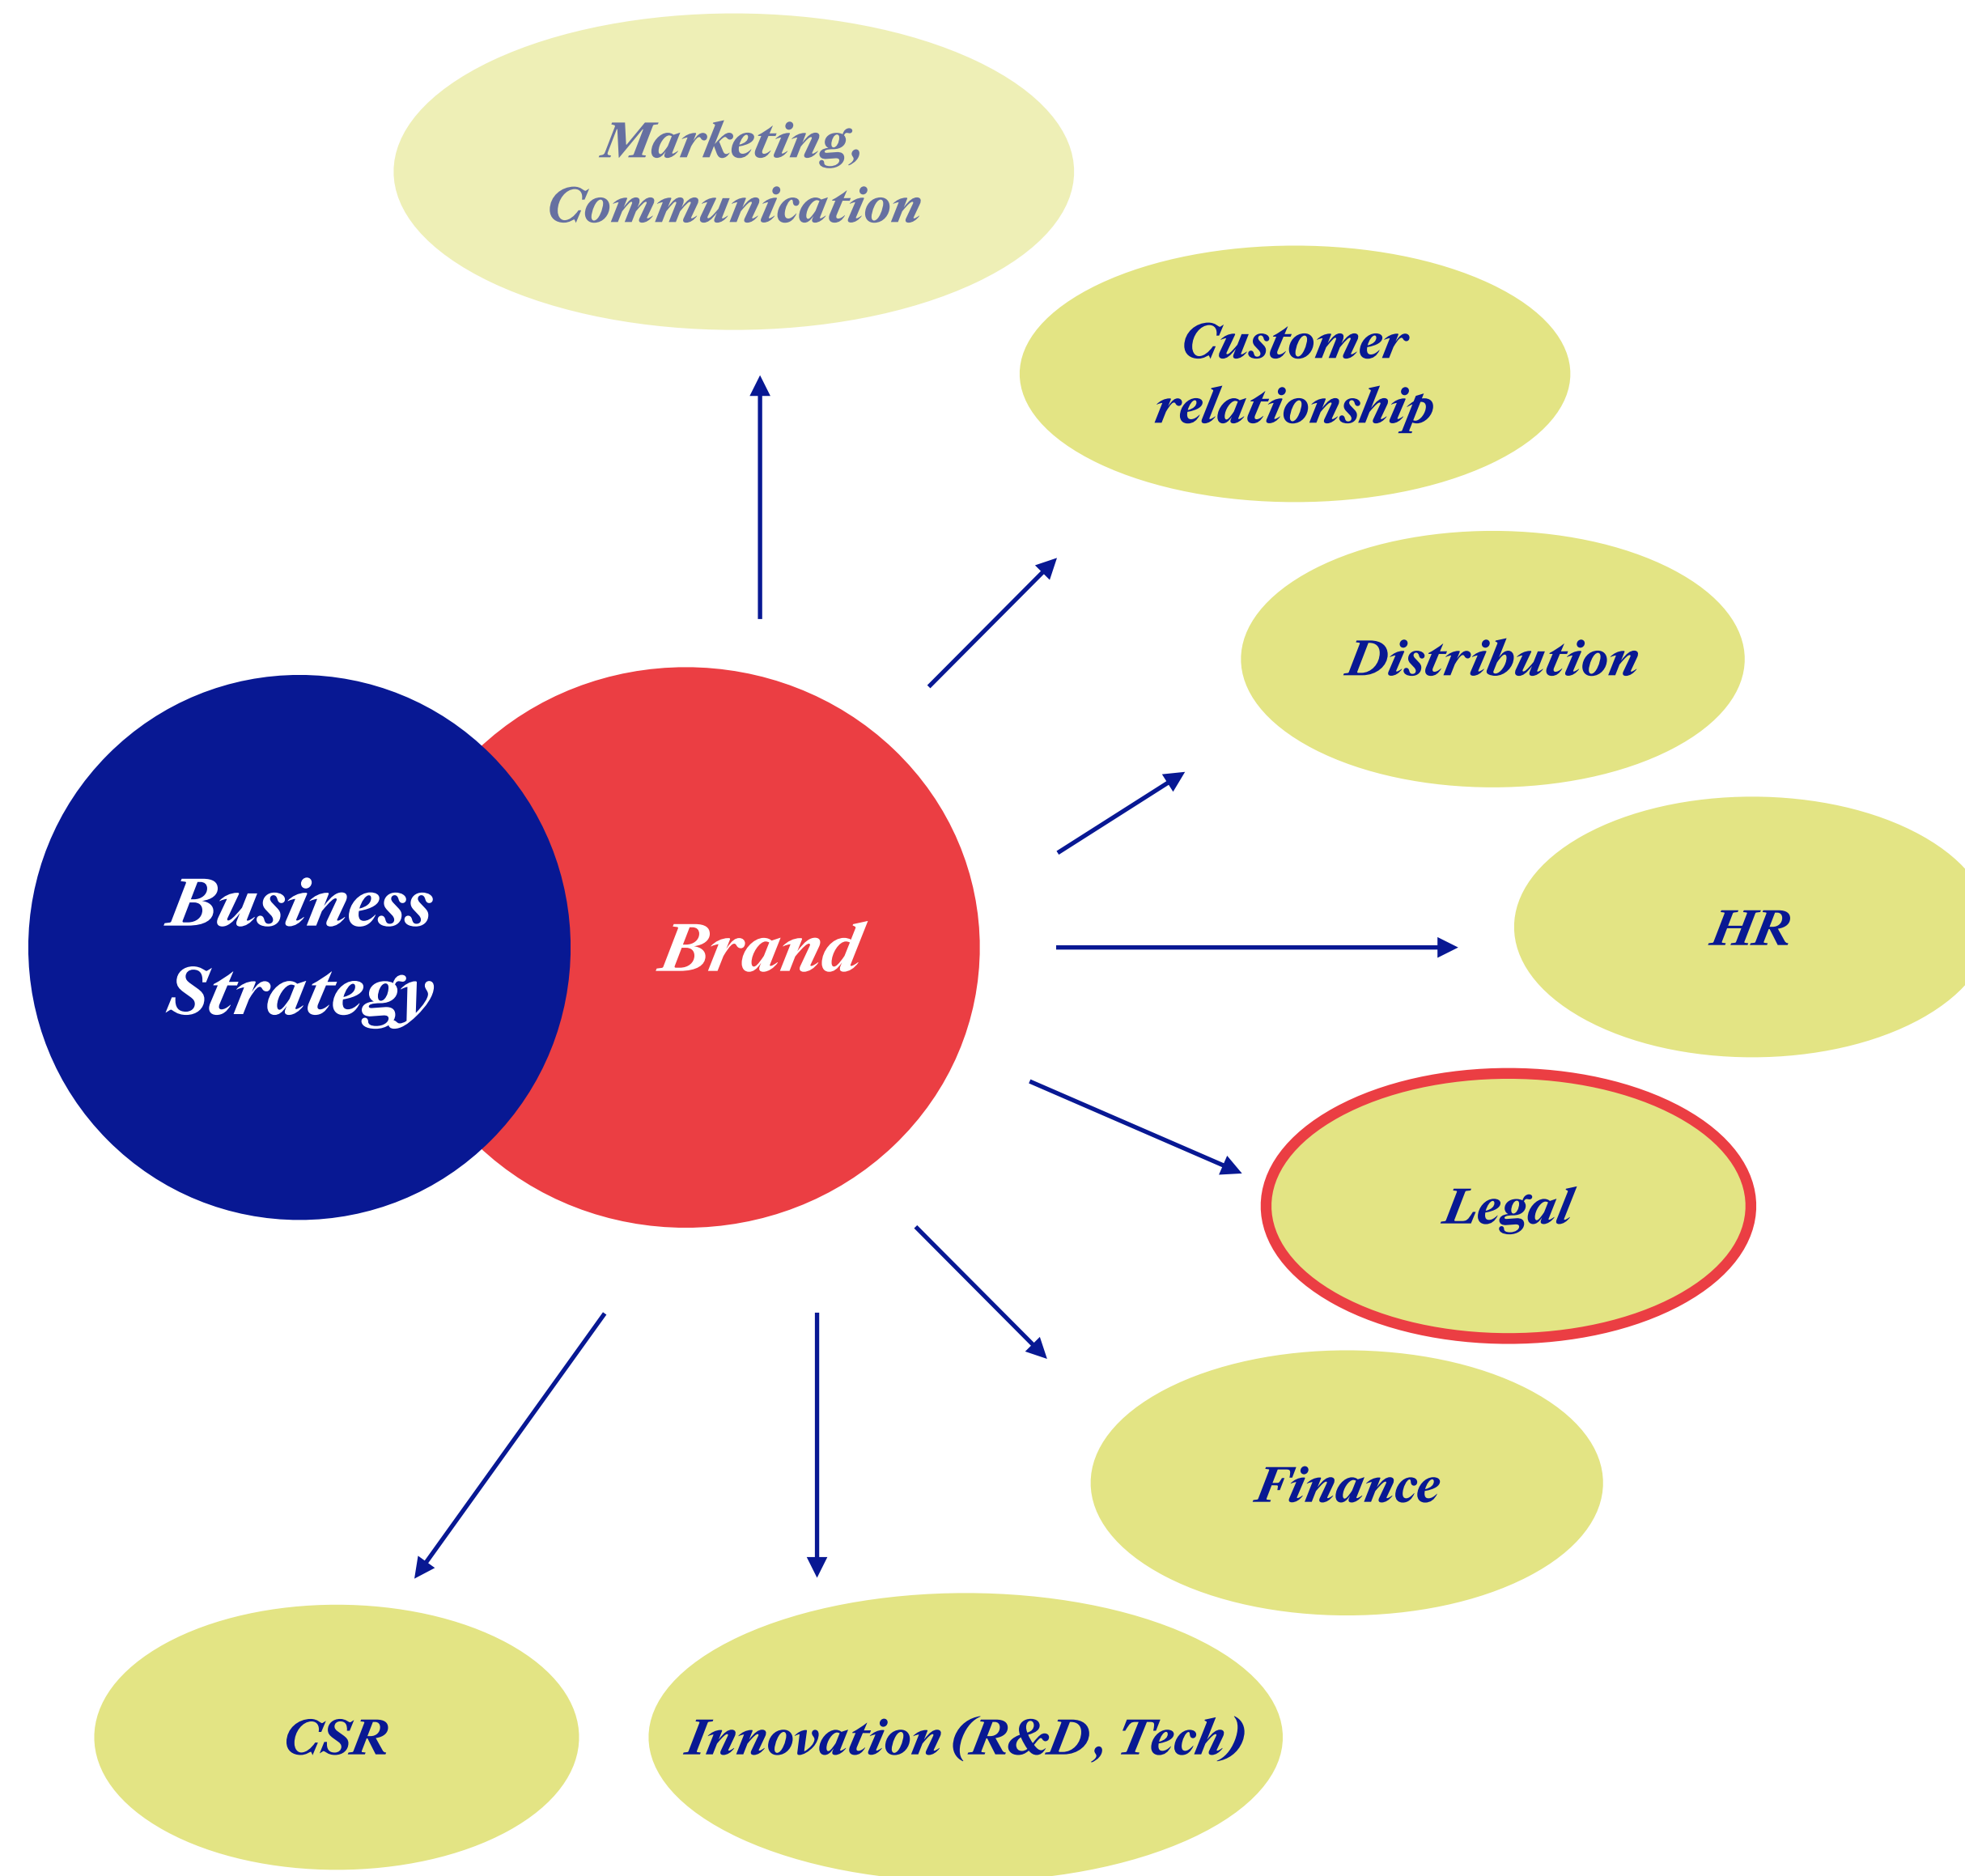 Marketing,
Communication
Customer
relationship
Distribution
Business
Strategy
Brand
HR
Legal
Finance
CSR
Innovation (R&D, Tech)